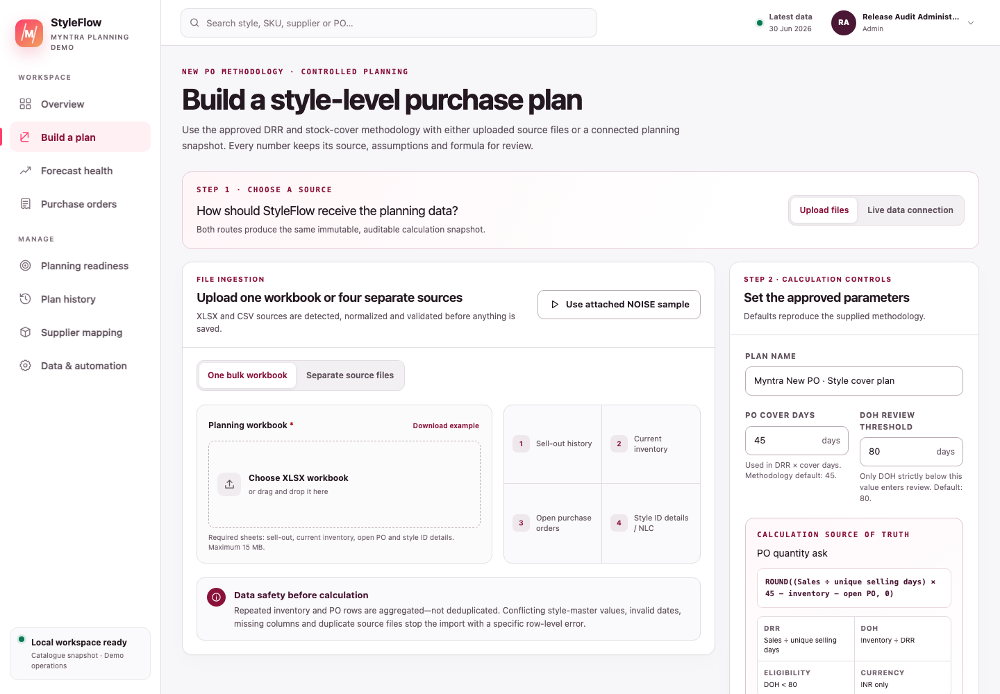 StyleFlow
MYNTRA PLANNING
DEMO
WORKSPACE
Overview
Build a plan
Forecast health
Purchase orders
MANAGE
Planning readiness
Plan history
Supplier mapping
Data & automation
Local workspace ready
Catalogue snapshot · Demo
operations
Search style, SKU, supplier or PO...
Latest data
30 Jun 2026
RA
Release Audit Administ...
Admin
NEW PO METHODOLOGY · CONTROLLED PLANNING
Build a style-level purchase plan
Use the approved DRR and stock-cover methodology with either uploaded source files or a connected planning
snapshot. Every number keeps its source, assumptions and formula for review.
STEP 1 · CHOOSE A SOURCE
How should StyleFlow receive the planning data?
Both routes produce the same immutable, auditable calculation snapshot.
Upload files
Live data connection
FILE INGESTION
Upload one workbook or four separate sources
XLSX and CSV sources are detected, normalized and validated before anything is
saved.
Use attached NOISE sample
One bulk workbook
Separate source files
Planning workbook *
Download example
Choose XLSX workbook
or drag and drop it here
Required sheets: sell-out, current inventory, open PO and style ID details.
Maximum 15 MB.
1 Sell-out history
2 Current
inventory
3 Open purchase
orders
4 Style ID details
/ NLC
Data safety before calculation
Repeated inventory and PO rows are aggregated—not deduplicated. Conflicting style-master values, invalid dates,
missing columns and duplicate source files stop the import with a specific row-level error.
STEP 2 · CALCULATION CONTROLS
Set the approved parameters
Defaults reproduce the supplied methodology.
PLAN NAME
Myntra New PO · Style cover plan
PO COVER DAYS
45 days
Used in DRR × cover days.
Methodology default: 45.
DOH REVIEW
THRESHOLD
80 days
Only DOH strictly below this
value enters review. Default:
80.
CALCULATION SOURCE OF TRUTH
PO quantity ask
ROUND((Sales ÷ unique selling days) ×
45 − inventory − open PO, 0)
DRR
Sales ÷ unique selling
days
DOH
Inventory ÷ DRR
ELIGIBILITY
DOH < 80
CURRENCY
INR only